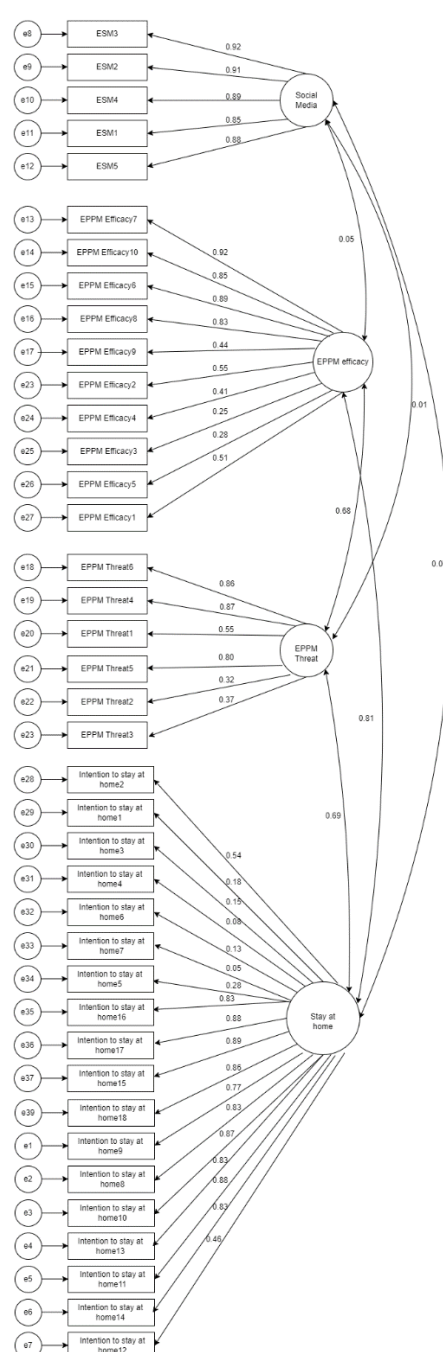 e8
ESM3
e9
ESM2
e10
ESM4
e11
ESM1
e12
ESM5
0.92
0.91
0.89
0.85
0.88
Social
Media
e13
EPPM Efficacy7
e14
EPPM Efficacy10
e15
EPPM Efficacy6
e16
EPPM Efficacy8
e17
EPPM Efficacy9
e23
EPPM Efficacy2
e24
EPPM Efficacy4
e25
EPPM Efficacy3
e26
EPPM Efficacy5
e27
EPPM Efficacy1
0.92
0.85
0.89
0.83
0.44
0.55
0.41
0.25
0.28
0.51
EPPM efficacy
0.05
0.01
0.68
0.0
e18
EPPM Threat6
e19
EPPM Threat4
e20
EPPM Threat1
e21
EPPM Threat5
e22
EPPM Threat2
e23
EPPM Threat3
0.86
0.87
0.55
0.80
0.32
0.37
EPPM
Threat
0.81
0.69
e28
Intention to stay at
home2
e29
Intention to stay at
home1
e30
Intention to stay at
home3
e31
Intention to stay at
home4
e32
Intention to stay at
home6
e33
Intention to stay at
home7
e34
Intention to stay at
home5
e35
Intention to stay at
home16
e36
Intention to stay at
home17
e37
Intention to stay at
home15
e39
Intention to stay at
home18
e1
Intention to stay at
home9
e2
Intention to stay at
home8
e3
Intention to stay at
home10
e4
Intention to stay at
home13
e5
Intention to stay at
home11
e6
Intention to stay at
home14
e7
Intention to stay at
home12
0.54
0.18
0.15
0.08
0.13
0.05
0.28
0.83
0.88
0.89
0.86
0.77
0.83
0.87
0.83
0.88
0.83
0.46
Stay at
home